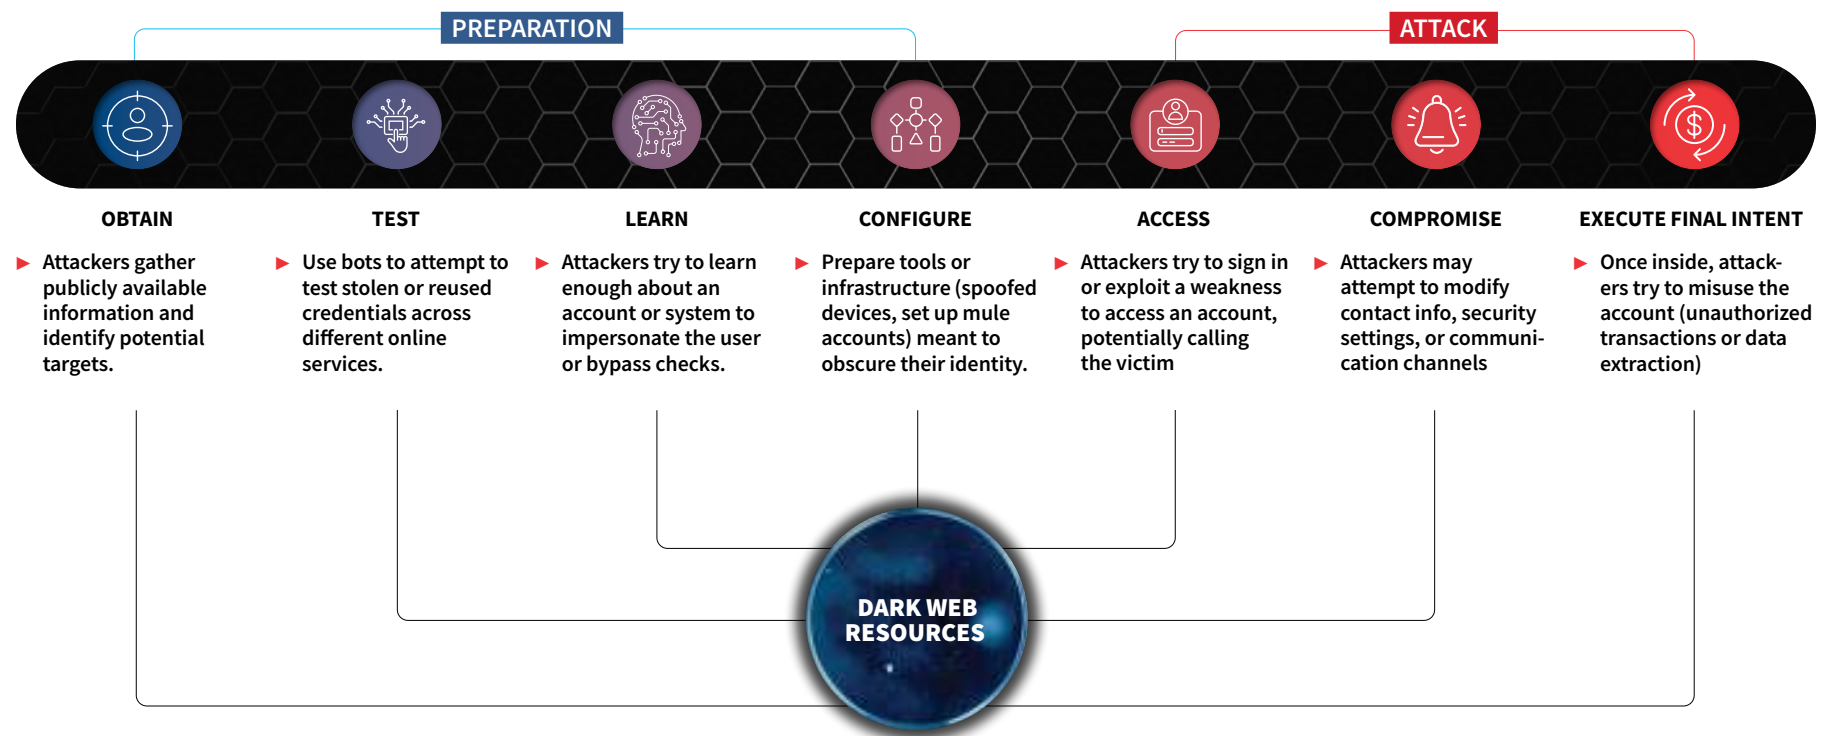 PREPARATION
ATTACK
OBTAIN
► Attackers gather
publicly available
information and
identify potential
targets.
TEST
► Use bots to attempt to
test stolen or reused
credentials across
different online
services.
LEARN
► Attackers try to learn
enough about an
account or system to
impersonate the user
or bypass checks.
CONFIGURE
► Prepare tools or
infrastructure (spoofed
devices, set up mule
accounts) meant to
obscure their identity.
ACCESS
► Attackers try to sign in
or exploit a weakness
to access an account,
potentially calling
the victim
COMPROMISE
► Attackers may
attempt to modify
contact info, security
settings, or communi-
cation channels
EXECUTE FINAL INTENT
► Once inside, attack-
ers try to misuse the
account (unauthorized
transactions or data
extraction)
DARK WEB
RESOURCES